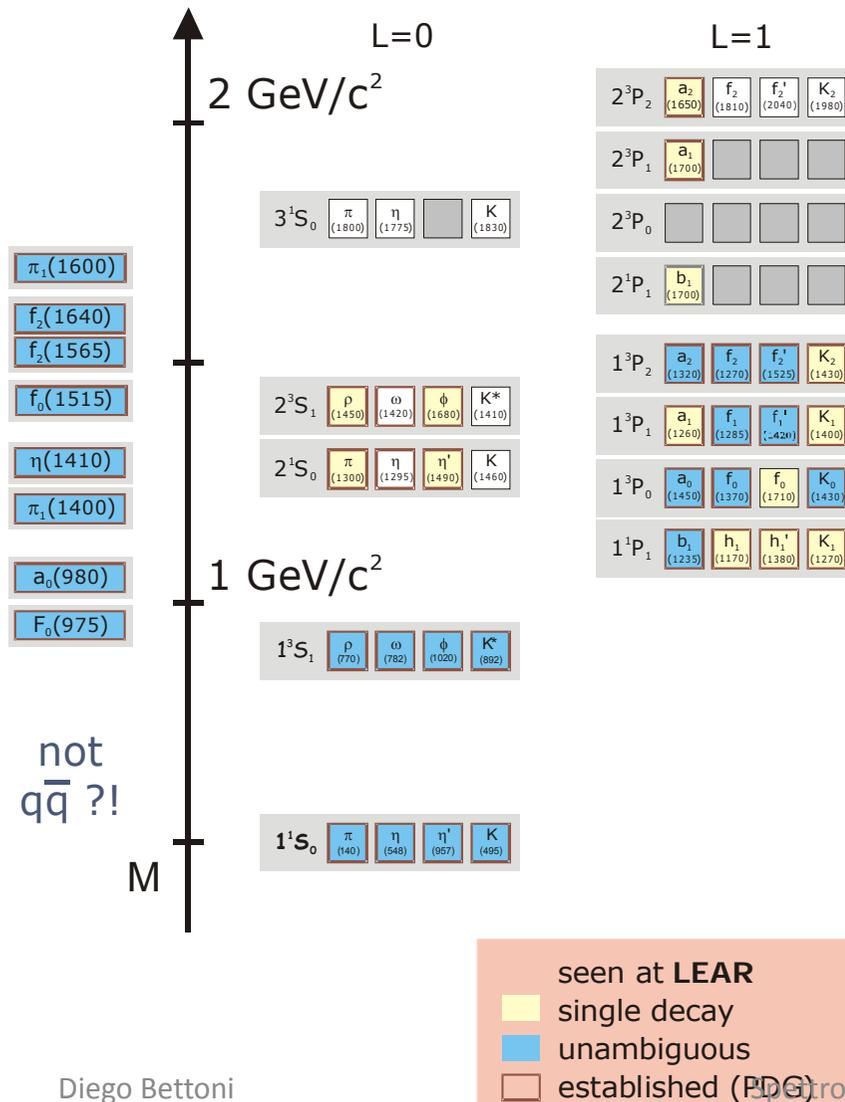 L=0
L=1
2 GeV/c²
2³P₂ a₂ (1650) f₂ (1810) f₂' (2040) K₂ (1980)
2³P₁ a₁ (1700)
2³P₀
2¹P₁ b₁ (1700)
3¹S₀ π (1800) η (1775) K (1830)
π₁(1600)
f₂(1640)
f₂(1565)
f₀(1515)
η(1410)
π₁(1400)
a₀(980)
F₀(975)
2³S₁ ρ (1450) ω (1420) ϕ (1680) K* (1410)
2¹S₀ π (1300) η (1295) η' (1490) K (1460)
1³P₂ a₂ (1320) f₂ (1270) f₂' (1525) K₂ (1430)
1³P₁ a₁ (1260) f₁ (1285) f₁' (1420) K₁ (1400)
1³P₀ a₀ (1450) f₀ (1370) f₀ (1710) K₀ (1430)
1¹P₁ b₁ (1235) h₁ (1170) h₁' (1380) K₁ (1270)
1 GeV/c²
1³S₁ ρ (770) ω (782) ϕ (1020) K* (892)
not
qq̅ ?!
1¹S₀ π (140) η (548) η' (957) K (495)
M
seen at LEAR
single decay
unambiguous
established (PDG)
Diego Bettoni
Spettro